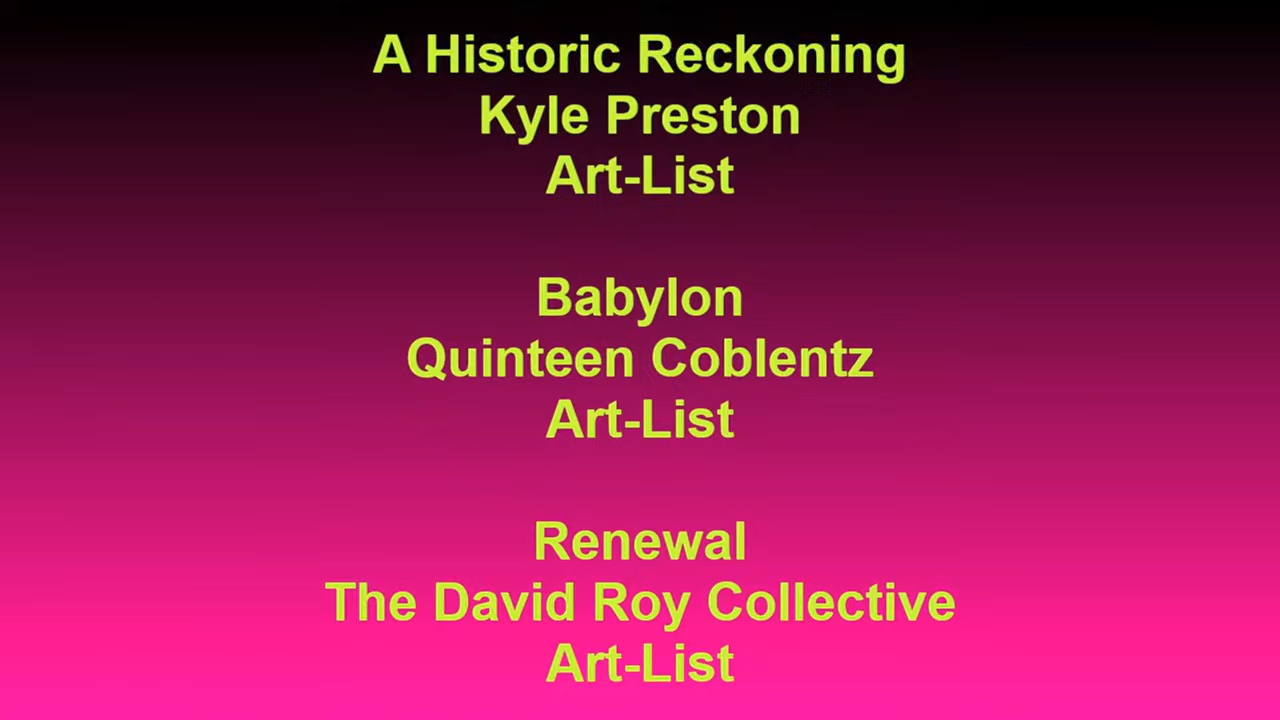 A Historic Reckoning
Kyle Preston
Art-List
Babylon
Quinteen Coblentz
Art-List
Renewal
The David Roy Collective
Art-List